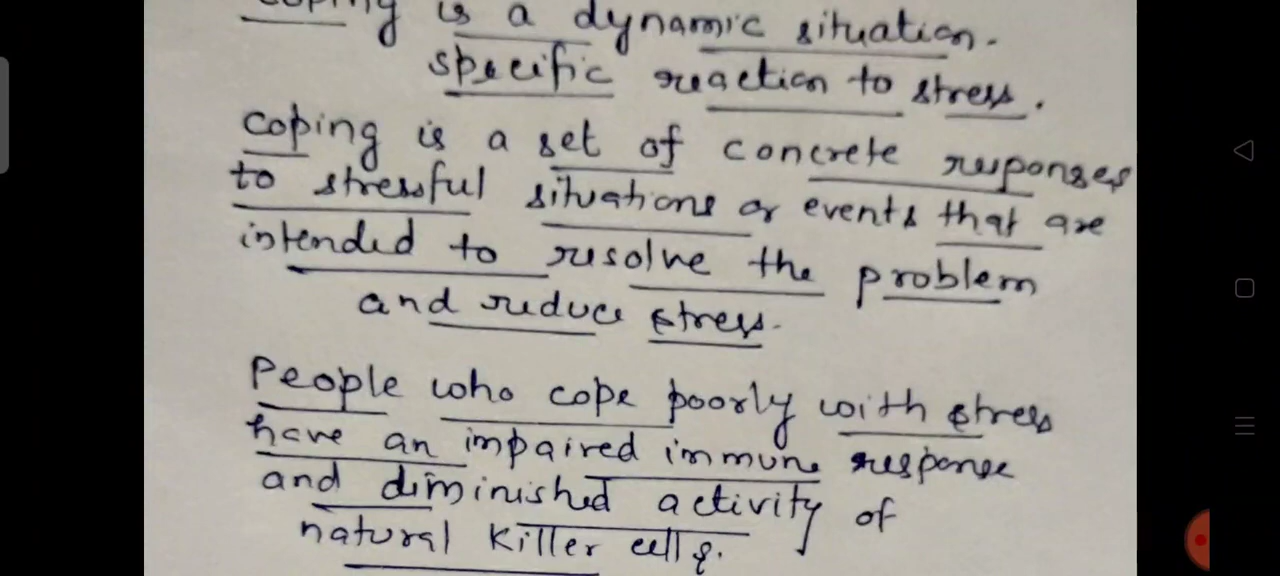 coping is a dynamic situation.
specific reaction to stress.
coping is a set of concrete responses
to stressful situations or events that are
intended to resolve the problem
and reduce stress.
People who cope poorly with stress
have an impaired immune response
and diminished activity of
natural killer cells.